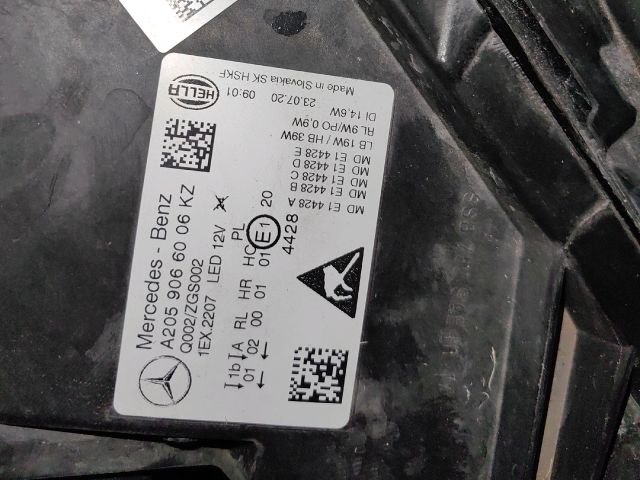 Mercedes - Benz
A205 906 60 06 KZ
Q002/ZGS002
1EX.2207 LED 12V 24
1b A RL HR HC PL
01 02 00 01 01 E1 20
4428
MD E1 4428 A
MD E1 4428 B
MD E1 4428 C
MD E1 4428 D
MD E1 4428 E
LB 19W / HB 39W
RL 9W/PO 0,9W
DI 14,6W
HELLA
09:01
23.07.20
Made in Slovakia SK HSKF